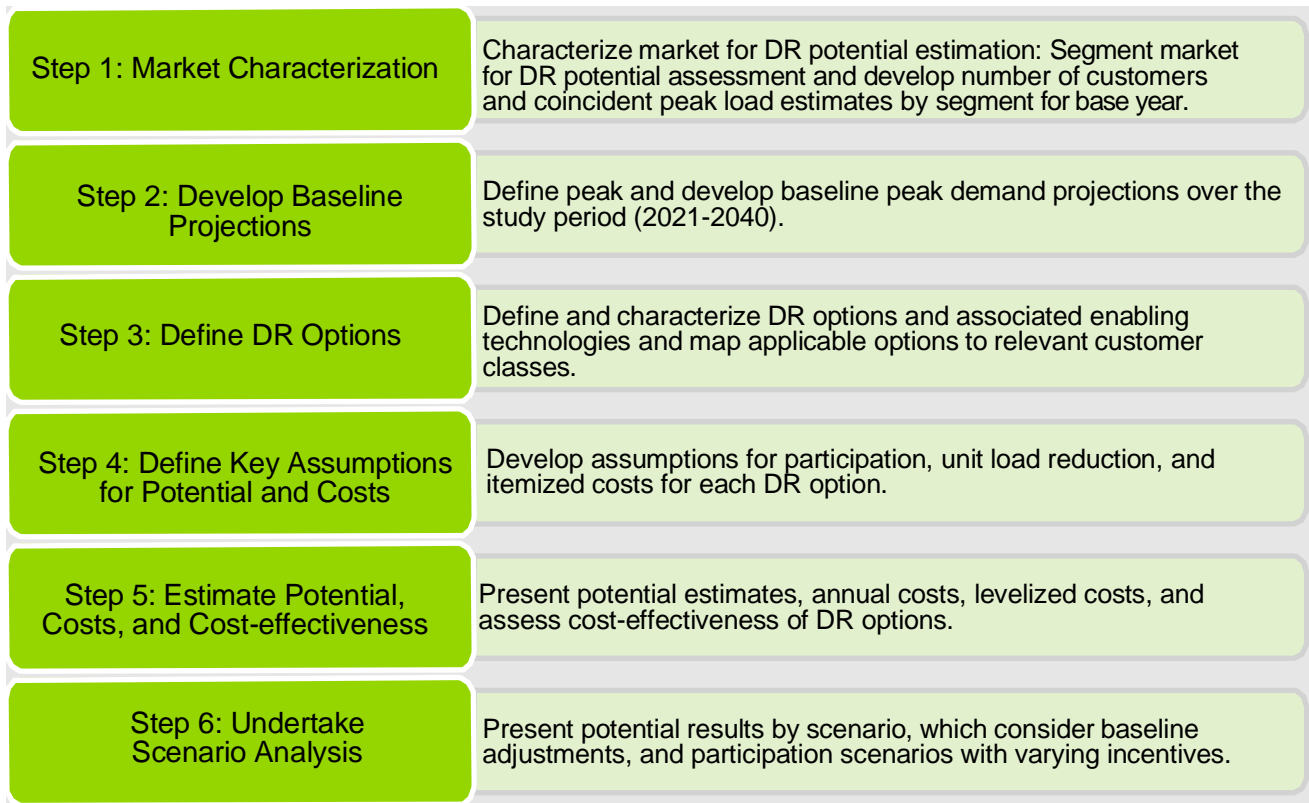 Step 1: Market Characterization
Characterize market for DR potential estimation: Segment market
for DR potential assessment and develop number of customers
and coincident peak load estimates by segment for base year.
Step 2: Develop Baseline
Projections
Define peak and develop baseline peak demand projections over the
study period (2021-2040).
Step 3: Define DR Options
Define and characterize DR options and associated enabling
technologies and map applicable options to relevant customer
classes.
Step 4: Define Key Assumptions
for Potential and Costs
Develop assumptions for participation, unit load reduction, and
itemized costs for each DR option.
Step 5: Estimate Potential,
Costs, and Cost-effectiveness
Present potential estimates, annual costs, levelized costs, and
assess cost-effectiveness of DR options.
Step 6: Undertake
Scenario Analysis
Present potential results by scenario, which consider baseline
adjustments, and participation scenarios with varying incentives.